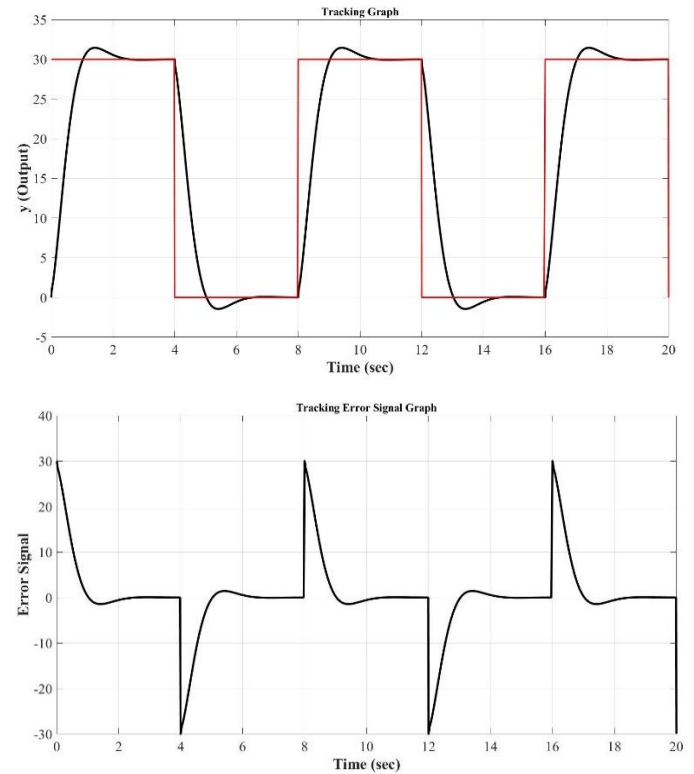 Tracking Graph
35
30
25
20
15
10
5
0
-5
y (Output)
0 2 4 6 8 10 12 14 16 18 20
Time (sec)
Tracking Error Signal Graph
40
30
20
10
0
-10
-20
-30
Error Signal
0 2 4 6 8 10 12 14 16 18 20
Time (sec)